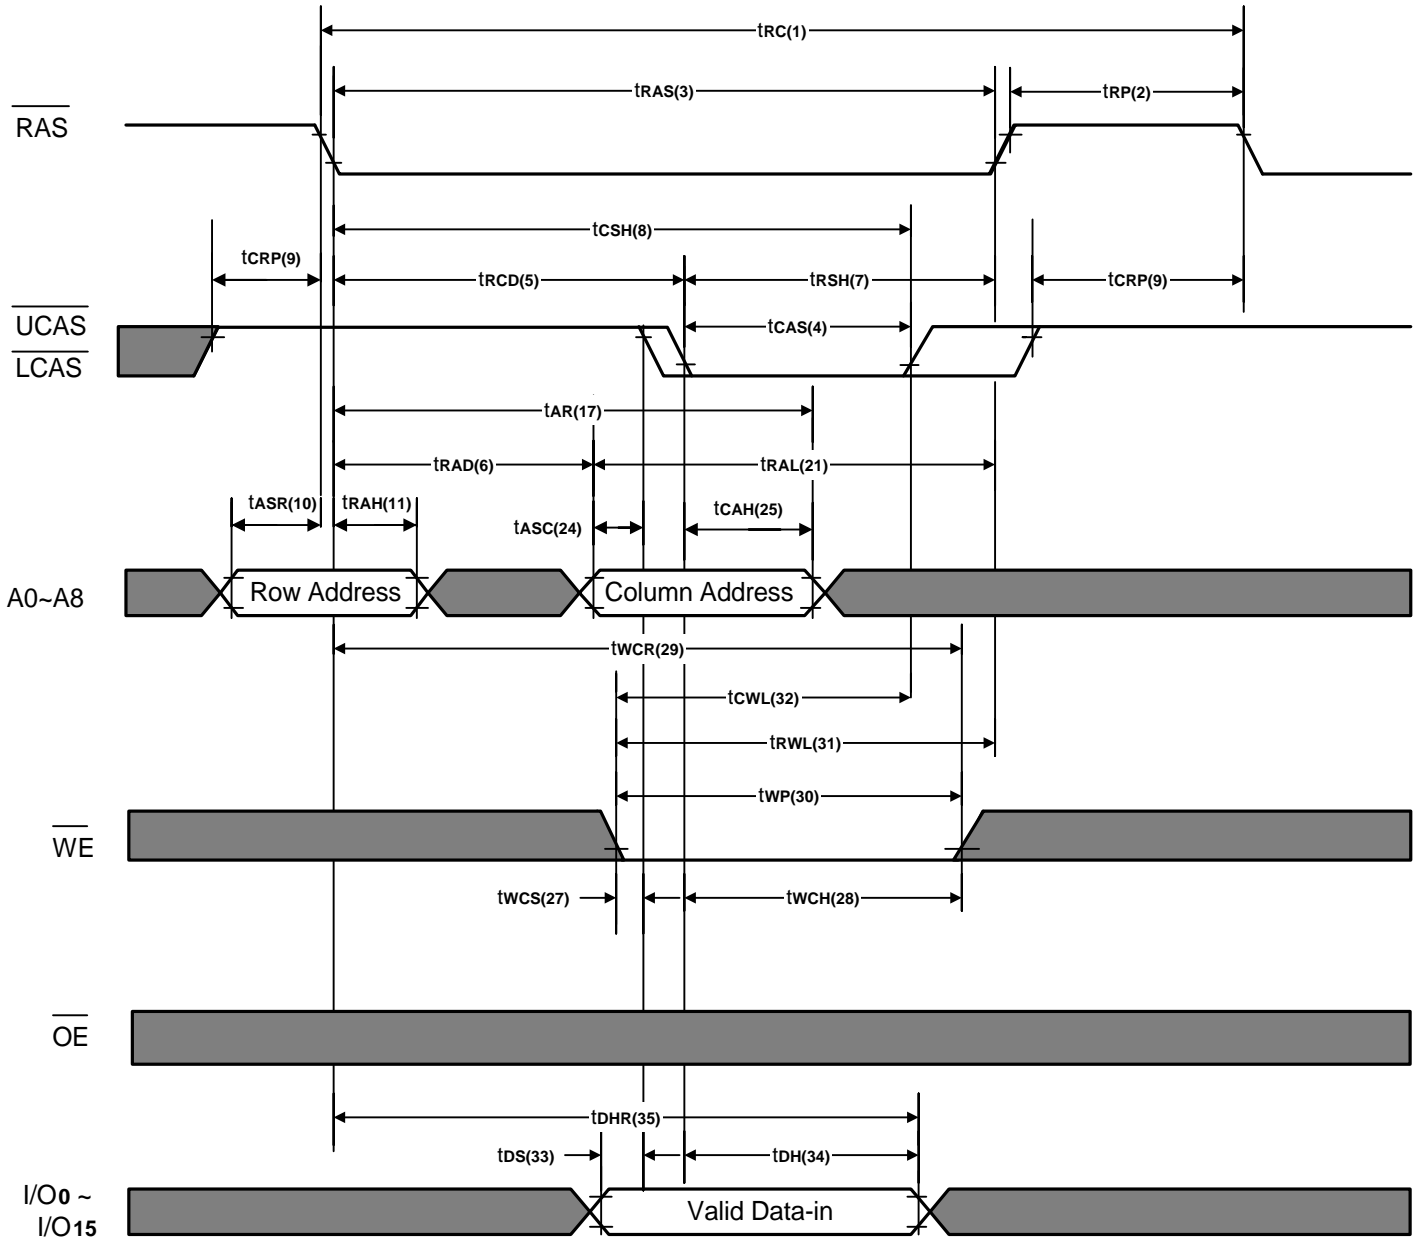 tRC(1)
tRAS(3)
tRP(2)
RAS
tCSH(8)
tCRP(9)
tRCD(5)
tRSH(7)
tCRP(9)
UCAS
tCAS(4)
LCAS
tAR(17)
tRAD(6)
tRAL(21)
tASR(10)
tRAH(11)
tCAH(25)
tASC(24)
A0~A8
Row Address
Column Address
tWCR(29)
tCWL(32)
tRWL(31)
tWP(30)
WE
tWCS(27)
tWCH(28)
OE
tDHR(35)
tDS(33)
tDH(34)
I/O0 ~
I/O15
Valid Data-in